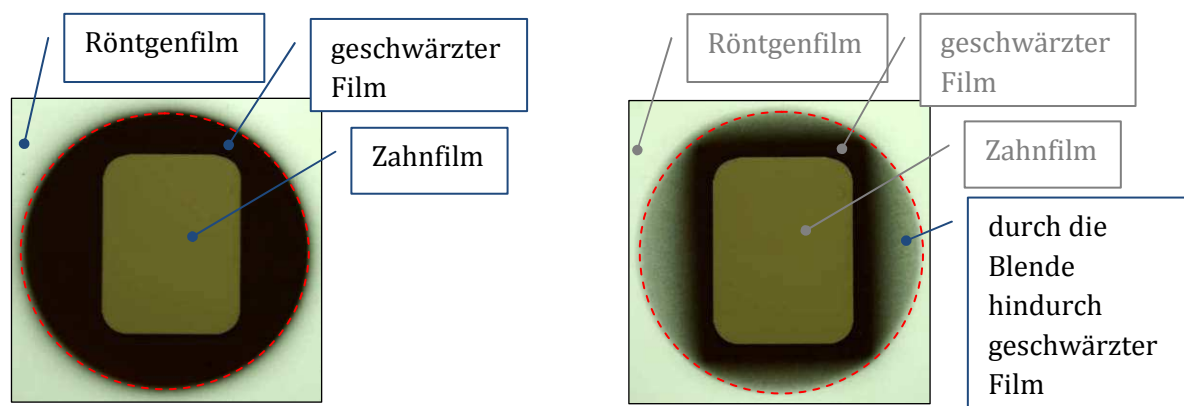 Röntgenfilm
geschwärzter
Film
Zahnfilm
Röntgenfilm
geschwärzter
Film
Zahnfilm
durch die
Blende
hindurch
geschwärzter
Film